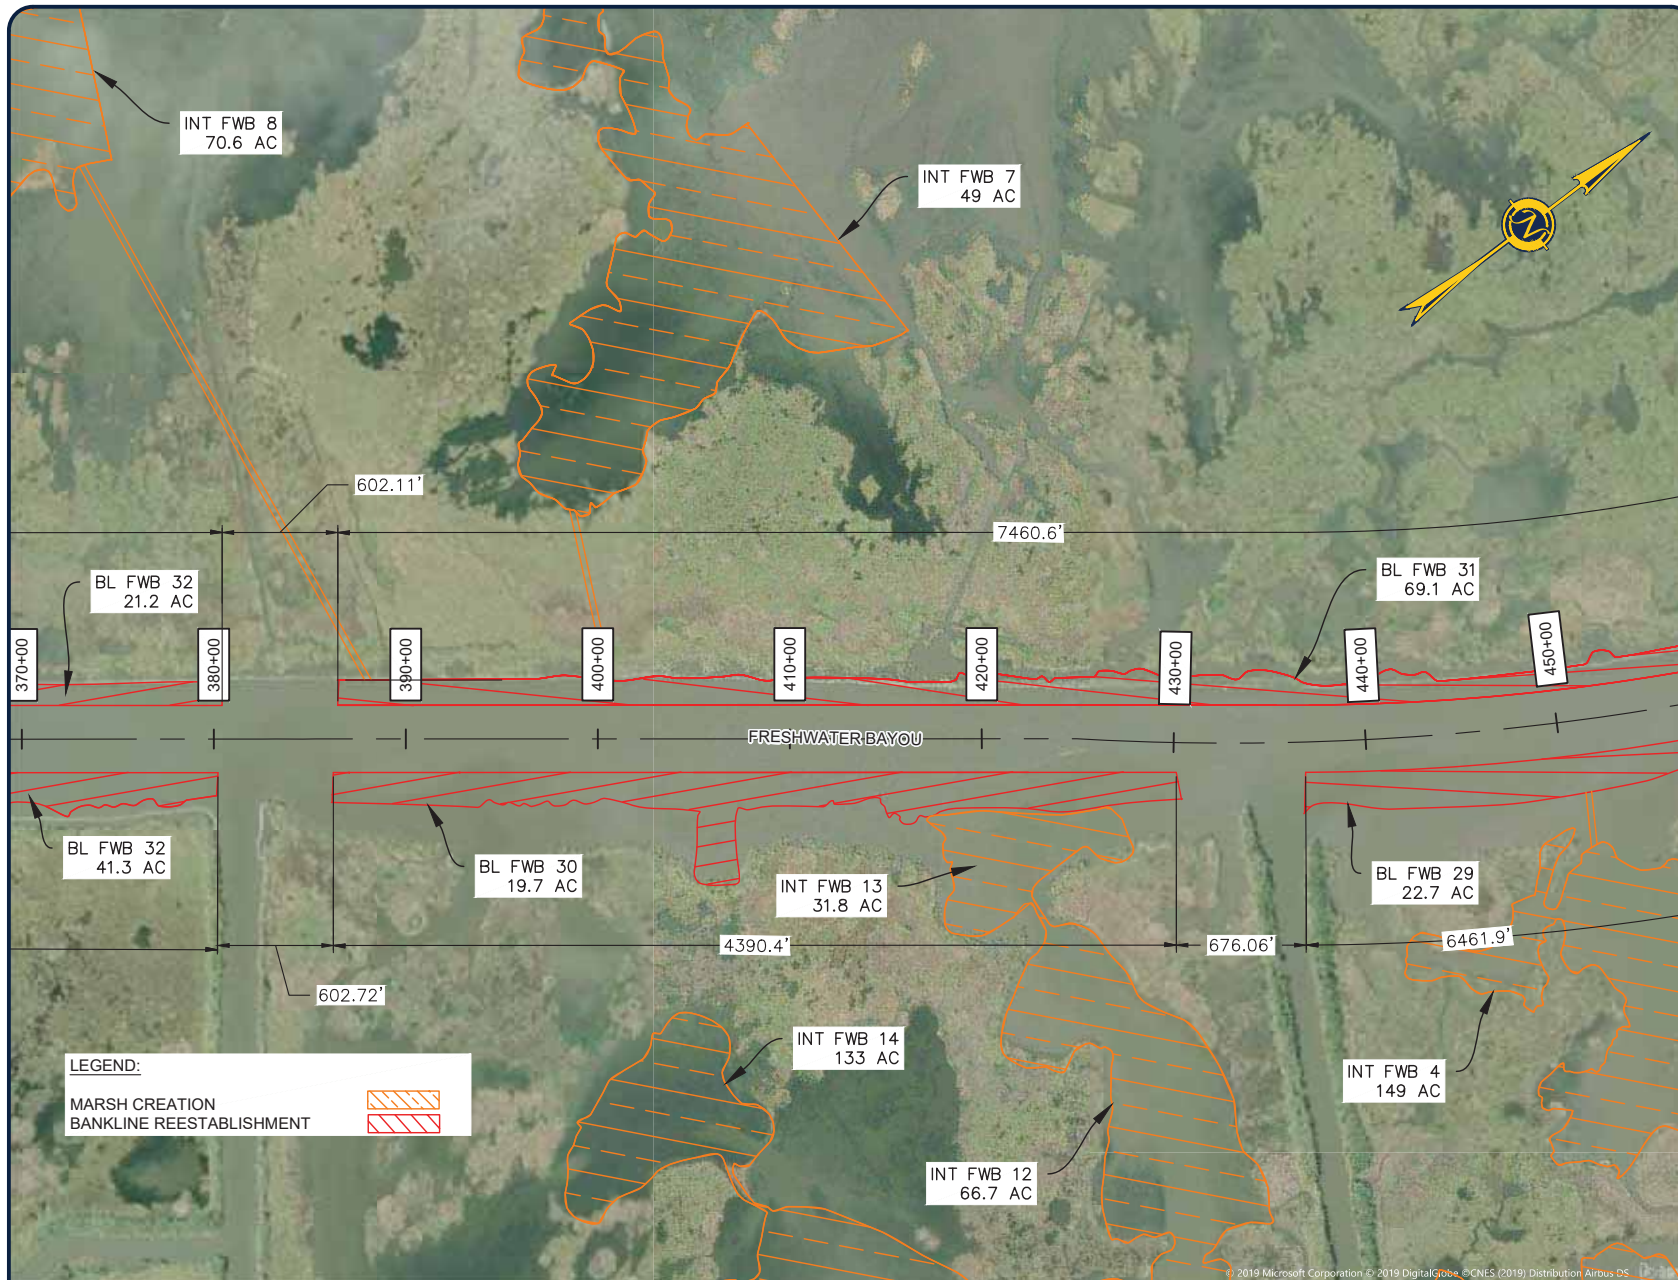 INT FWB 8
70.6 AC
INT FWB 7
49 AC
N
602.11'
7460.6'
BL FWB 32
21.2 AC
BL FWB 31
69.1 AC
370+00
380+00
390+00
400+00
410+00
420+00
430+00
440+00
450+00
FRESHWATER BAYOU
BL FWB 32
41.3 AC
BL FWB 30
19.7 AC
INT FWB 13
31.8 AC
BL FWB 29
22.7 AC
4390.4'
676.06'
6461.9'
602.72'
INT FWB 14
133 AC
INT FWB 4
149 AC
LEGEND:
MARSH CREATION
BANKLINE REESTABLISHMENT
INT FWB 12
66.7 AC
© 2019 Microsoft Corporation © 2019 DigitalGlobe ©CNES (2019) Distribution Airbus DS